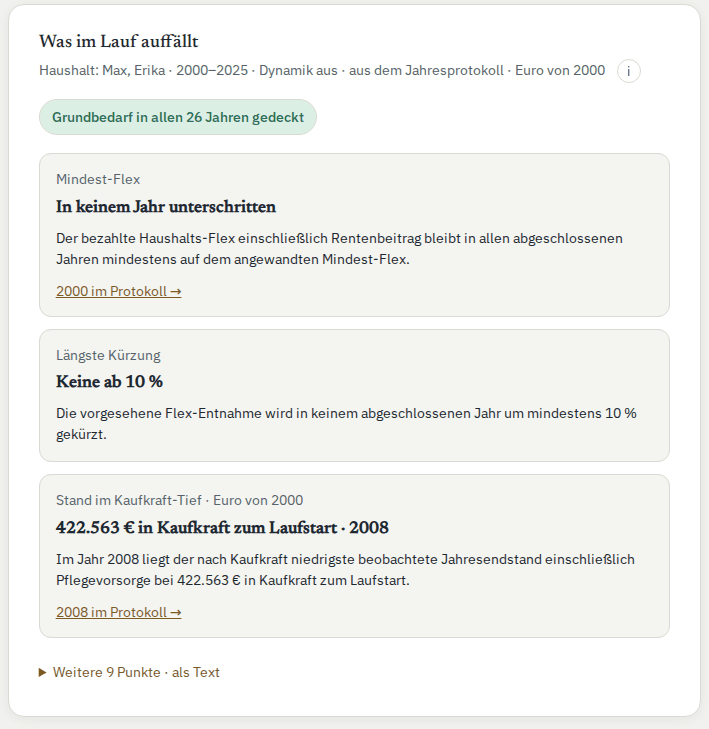 Was im Lauf auffällt
Haushalt: Max, Erika · 2000–2025 · Dynamik aus · aus dem Jahresprotokoll · Euro von 2000 i
Grundbedarf in allen 26 Jahren gedeckt
Mindest-Flex
In keinem Jahr unterschritten
Der bezahlte Haushalts-Flex einschließlich Rentenbeitrag bleibt in allen abgeschlossenen
Jahren mindestens auf dem angewandten Mindest-Flex.
2000 im Protokoll →
Längste Kürzung
Keine ab 10 %
Die vorgesehene Flex-Entnahme wird in keinem abgeschlossenen Jahr um mindestens 10 %
gekürzt.
Stand im Kaufkraft-Tief · Euro von 2000
422.563 € in Kaufkraft zum Laufstart · 2008
Im Jahr 2008 liegt der nach Kaufkraft niedrigste beobachtete Jahresendstand einschließlich
Pflegevorsorge bei 422.563 € in Kaufkraft zum Laufstart.
2008 im Protokoll →
▶ Weitere 9 Punkte · als Text